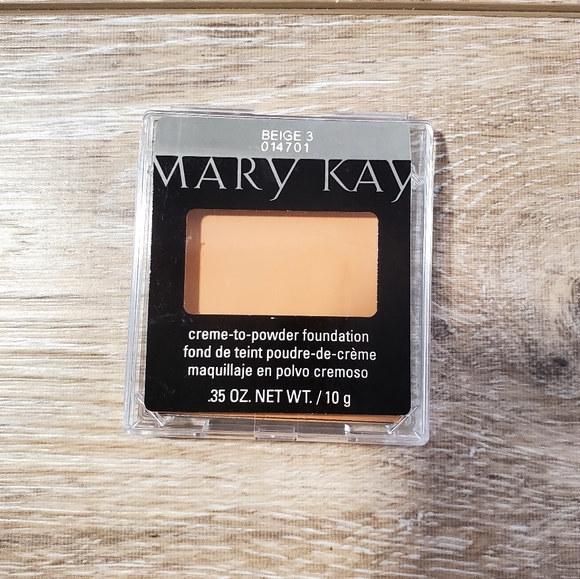 BEIGE 3
014701
MARY KAY
creme-to-powder foundation
fond de teint poudre-de-crème
maquillaje en polvo cremoso
.35 OZ. NET WT. / 10 g